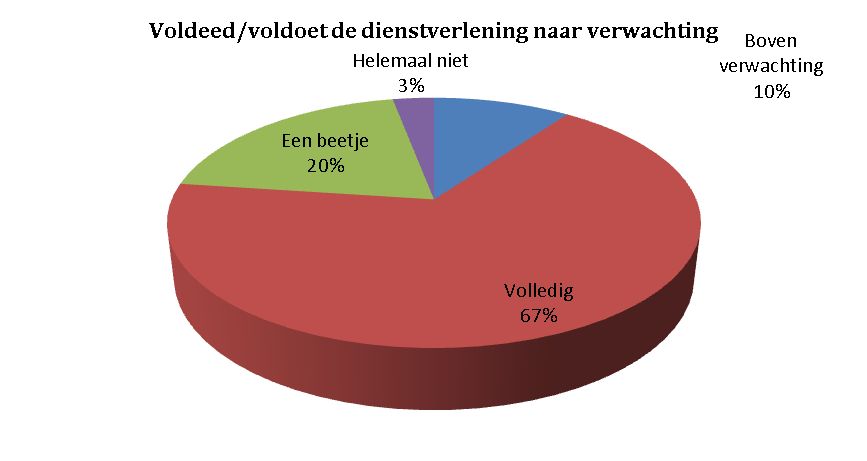 Voldeed/voldoet de dienstverlening naar verwachting
Helemaal niet
3%
Boven
verwachting
10%
Een beetje
20%
Volledig
67%